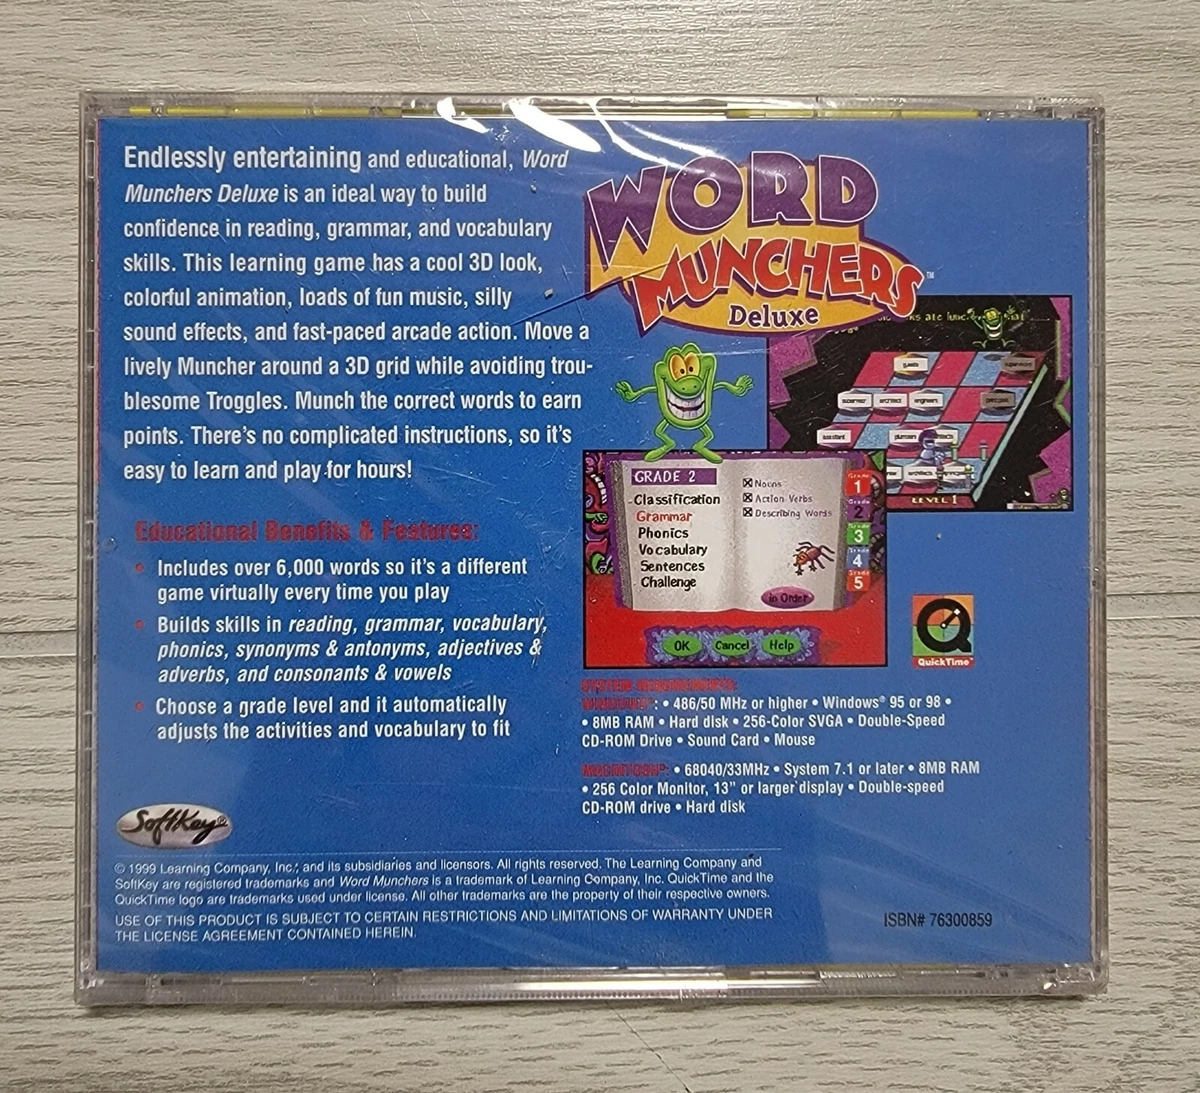 Endlessly entertaining and educational, Word
Munchers Deluxe is an ideal way to build
confidence in reading, grammar, and vocabulary
skills. This learning game has a cool 3D look,
colorful animation, loads of fun music, silly
sound effects, and fast-paced arcade action. Move a
lively Muncher around a 3D grid while avoiding trou-
blesome Troggles. Munch the correct words to earn
points. There's no complicated instructions, so it's
easy to learn and play for hours!
Educational Benefits & Features:
• Includes over 6,000 words so it's a different
game virtually every time you play
• Builds skills in reading, grammar, vocabulary,
phonics, synonyms & antonyms, adjectives &
adverbs, and consonants & vowels
• Choose a grade level and it automatically
adjusts the activities and vocabulary to fit
WORD
MUNCHERS™
Deluxe
guests
supervisor
architect
engineers
assistant
plumbers
LEVEL 1
GRADE 2
Classification
Grammar
Phonics
Vocabulary
Sentences
Challenge
Nouns
Action Verbs
Describing Words
in Order
Grade 1
Grade 2
Grade 3
Grade 4
Grade 5
OK
Cancel
Help
QuickTime™
SYSTEM REQUIREMENTS:
WINDOWS®: • 486/50 MHz or higher • Windows® 95 or 98 •
• 8MB RAM • Hard disk • 256-Color SVGA • Double-Speed
CD-ROM Drive • Sound Card • Mouse
MACINTOSH®: • 68040/33MHz • System 7.1 or later • 8MB RAM
• 256 Color Monitor, 13" or larger display • Double-speed
CD-ROM drive • Hard disk
SoftKey®
© 1999 Learning Company, Inc., and its subsidiaries and licensors. All rights reserved. The Learning Company and
SoftKey are registered trademarks and Word Munchers is a trademark of Learning Company, Inc. QuickTime and the
QuickTime logo are trademarks used under license. All other trademarks are the property of their respective owners.
USE OF THIS PRODUCT IS SUBJECT TO CERTAIN RESTRICTIONS AND LIMITATIONS OF WARRANTY UNDER
THE LICENSE AGREEMENT CONTAINED HEREIN.
ISBN# 76300859